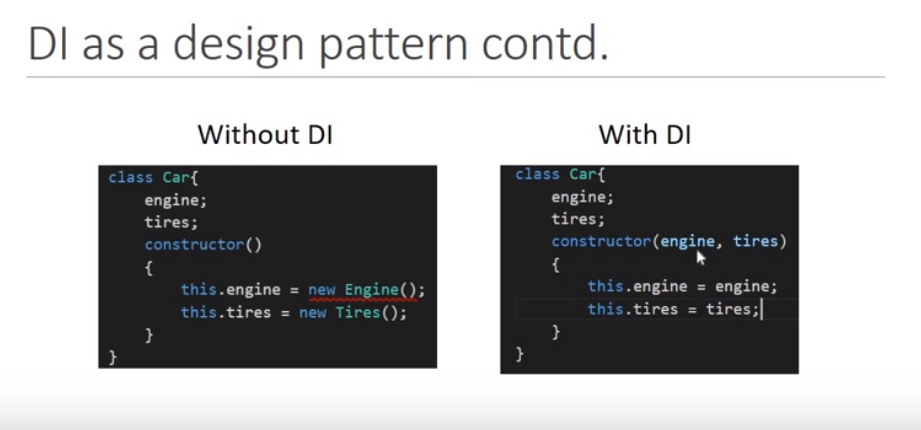 DI as a design pattern contd.
Without DI
class Car{
engine;
tires;
constructor()
{
this.engine = new Engine();
this.tires = new Tires();
}
}
With DI
class Car{
engine;
tires;
constructor(engine, tires)
{
this.engine = engine;
this.tires = tires;
}
}